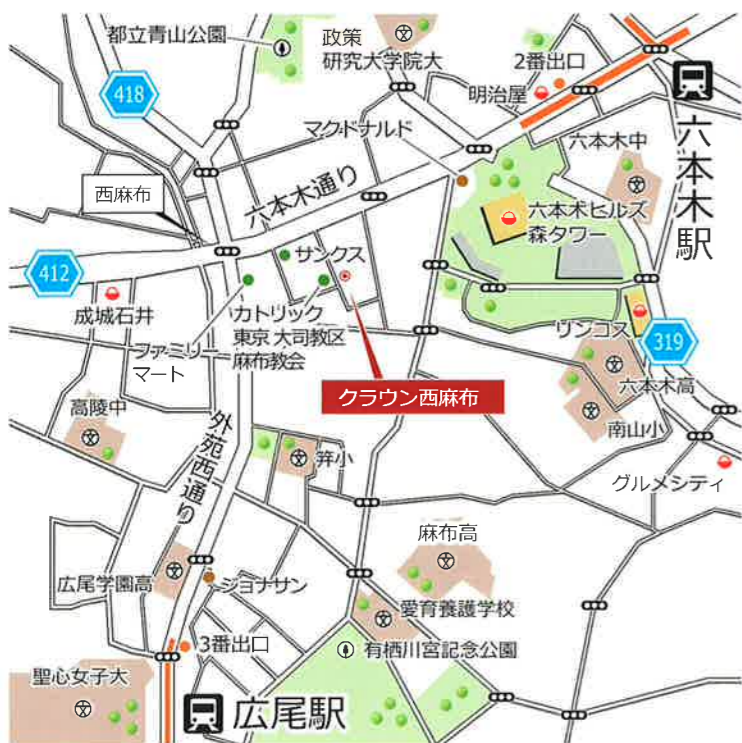 都立青山公園
政策
研究大学院大
2番出口
明治屋
418
マクドナルド
六本木中
六本木駅
西麻布
六本木通り
六本木ヒルズ
森タワー
サンクス
412
成城石井
カトリック
東京 大司教区
麻布教会
ファミリー
マート
リンコス
319
クラウン西麻布
六本木高
高陵中
南山小
外苑西通り
笄小
グルメシティ
麻布高
広尾学園高
ジョナサン
愛育養護学校
3番出口
有栖川宮記念公園
聖心女子大
広尾駅